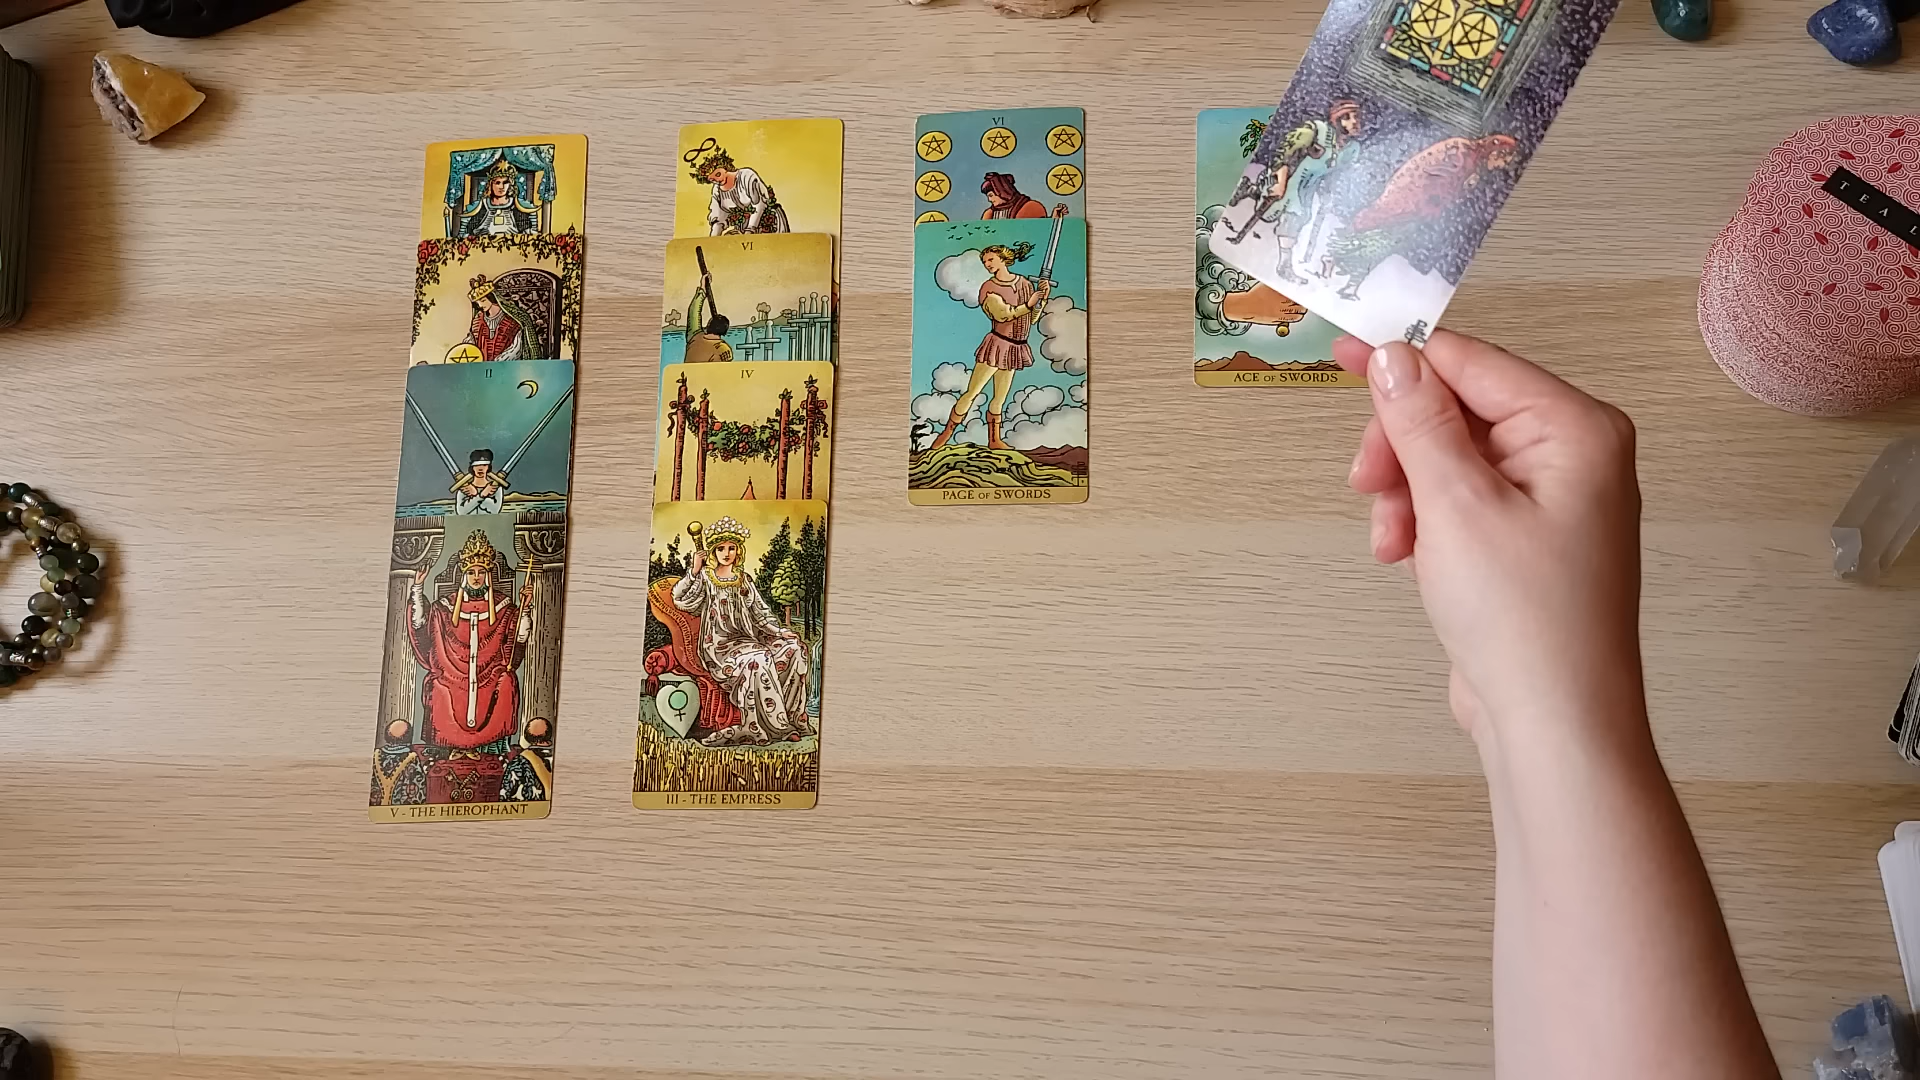 II
V - THE HIEROPHANT
VI
IV
III - THE EMPRESS
VI
PAGE OF SWORDS
ACE OF SWORDS
TEA L